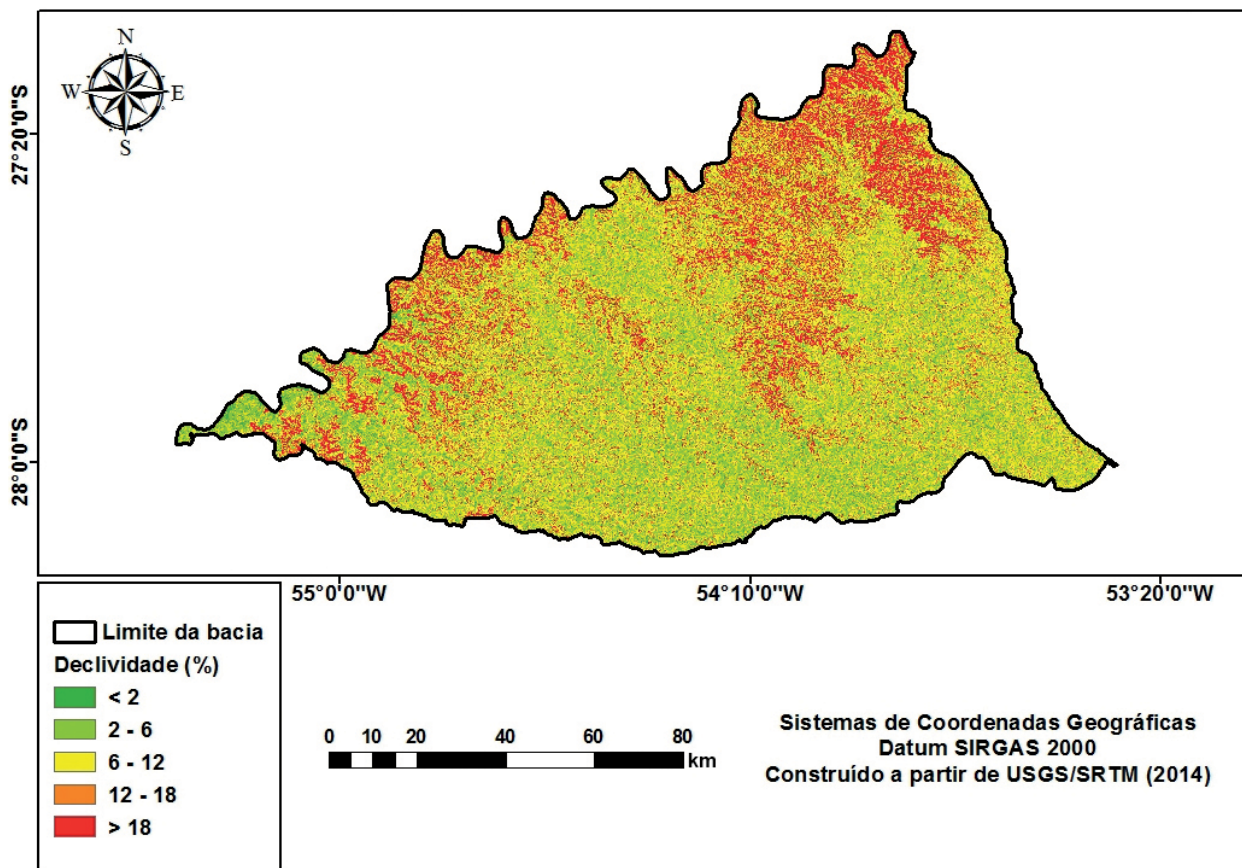 N
W E
S
27°20'0"S
28°0'0"S
55°0'0"W 54°10'0"W 53°20'0"W
Limite da bacia
Declividade (%)
< 2
2 - 6
6 - 12
12 - 18
> 18
0 10 20 40 60 80
km
Sistemas de Coordenadas Geográficas
Datum SIRGAS 2000
Construído a partir de USGS/SRTM (2014)